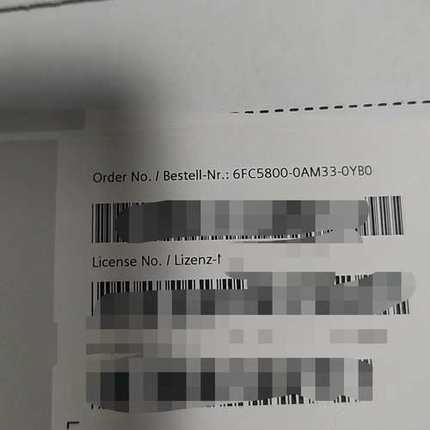 Order No. / Bestell-Nr.: 6FC5800-0AM33-0YB0
License No. / Lizenz-